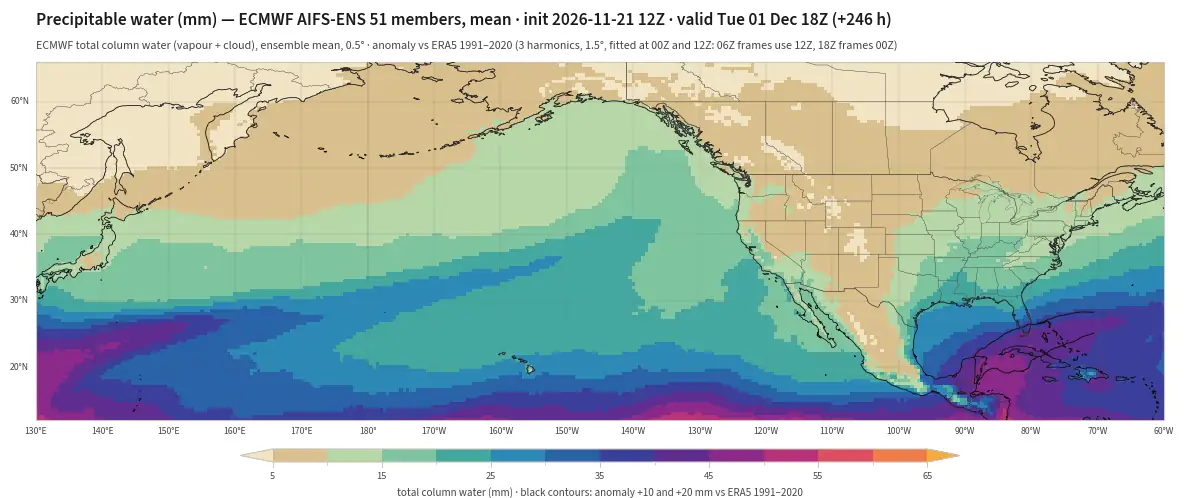 Precipitable water (mm) — ECMWF AIFS-ENS 51 members, mean · init 2026-11-21 12Z · valid Tue 01 Dec 18Z (+246 h)
ECMWF total column water (vapour + cloud), ensemble mean, 0.5° · anomaly vs ERA5 1991–2020 (3 harmonics, 1.5°, fitted at 00Z and 12Z: 06Z frames use 12Z, 18Z frames 00Z)
60°N
50°N
40°N
30°N
20°N
130°E 140°E 150°E 160°E 170°E 180° 170°W 160°W 150°W 140°W 130°W 120°W 110°W 100°W 90°W 80°W 70°W 60°W
5 15 25 35 45 55 65
total column water (mm) · black contours: anomaly +10 and +20 mm vs ERA5 1991–2020